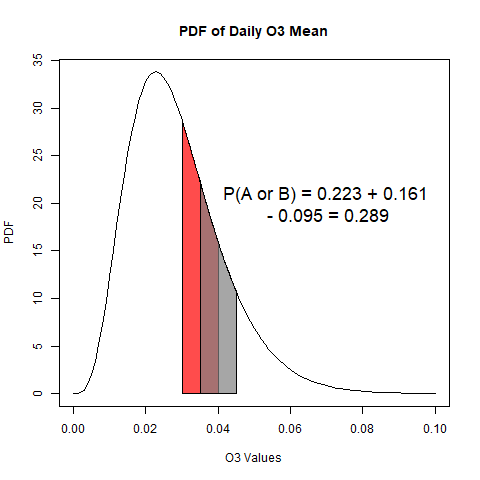 PDF of Daily O3 Mean
35
30
25
20
15
10
5
0
PDF
P(A or B) = 0.223 + 0.161
- 0.095 = 0.289
0.00 0.02 0.04 0.06 0.08 0.10
O3 Values